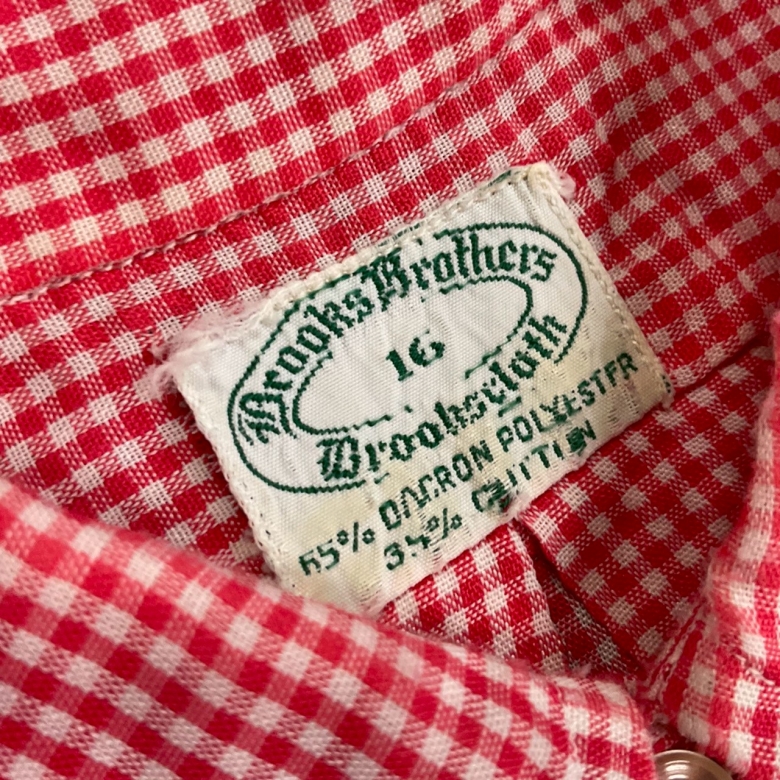 Brooks Brothers
16
Brookscloth
65% DACRON POLYESTER
35% COTTON